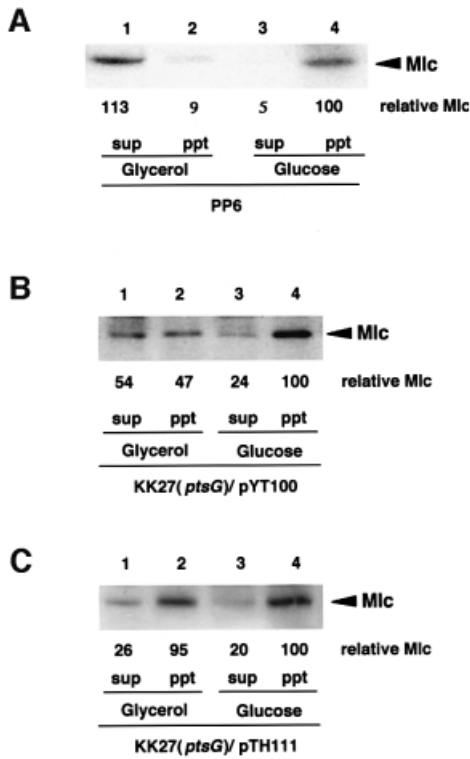 A
1 2 3 4
Mlc
113 9 5 100 relative Mlc
sup ppt sup ppt
Glycerol Glucose
PP6
B
1 2 3 4
Mlc
54 47 24 100 relative Mlc
sup ppt sup ppt
Glycerol Glucose
KK27(ptsG)/ pYT100
C
1 2 3 4
Mlc
26 95 20 100 relative Mlc
sup ppt sup ppt
Glycerol Glucose
KK27(ptsG)/ pTH111